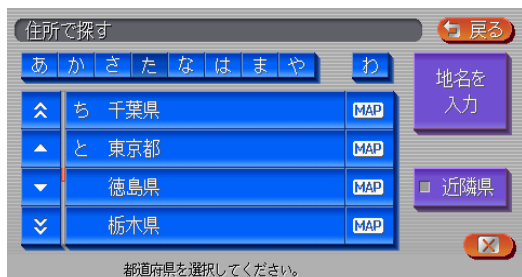 住所で探す 戻る
あ か さ た な は ま や わ
地名を
入力
ち 千葉県 MAP
と 東京都 MAP
徳島県 MAP
近隣県
栃木県 MAP
都道府県を選択してください。